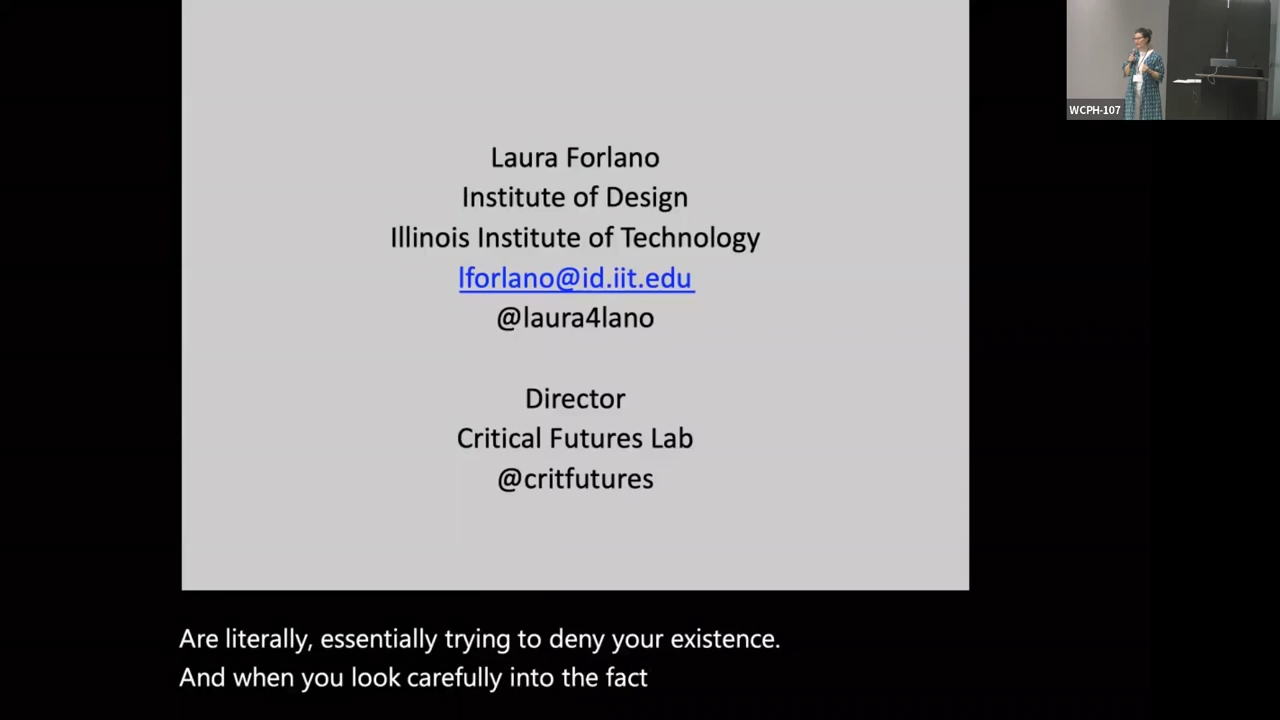 WCPH-107
Laura Forlano
Institute of Design
Illinois Institute of Technology
lforlano@id.iit.edu
@laura4lano
Director
Critical Futures Lab
@critfutures
Are literally, essentially trying to deny your existence.
And when you look carefully into the fact